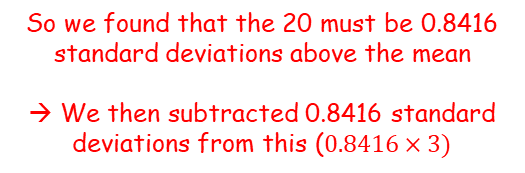 So we found that the 20 must be 0.8416
standard deviations above the mean
→ We then subtracted 0.8416 standard
deviations from this (0.8416 × 3)